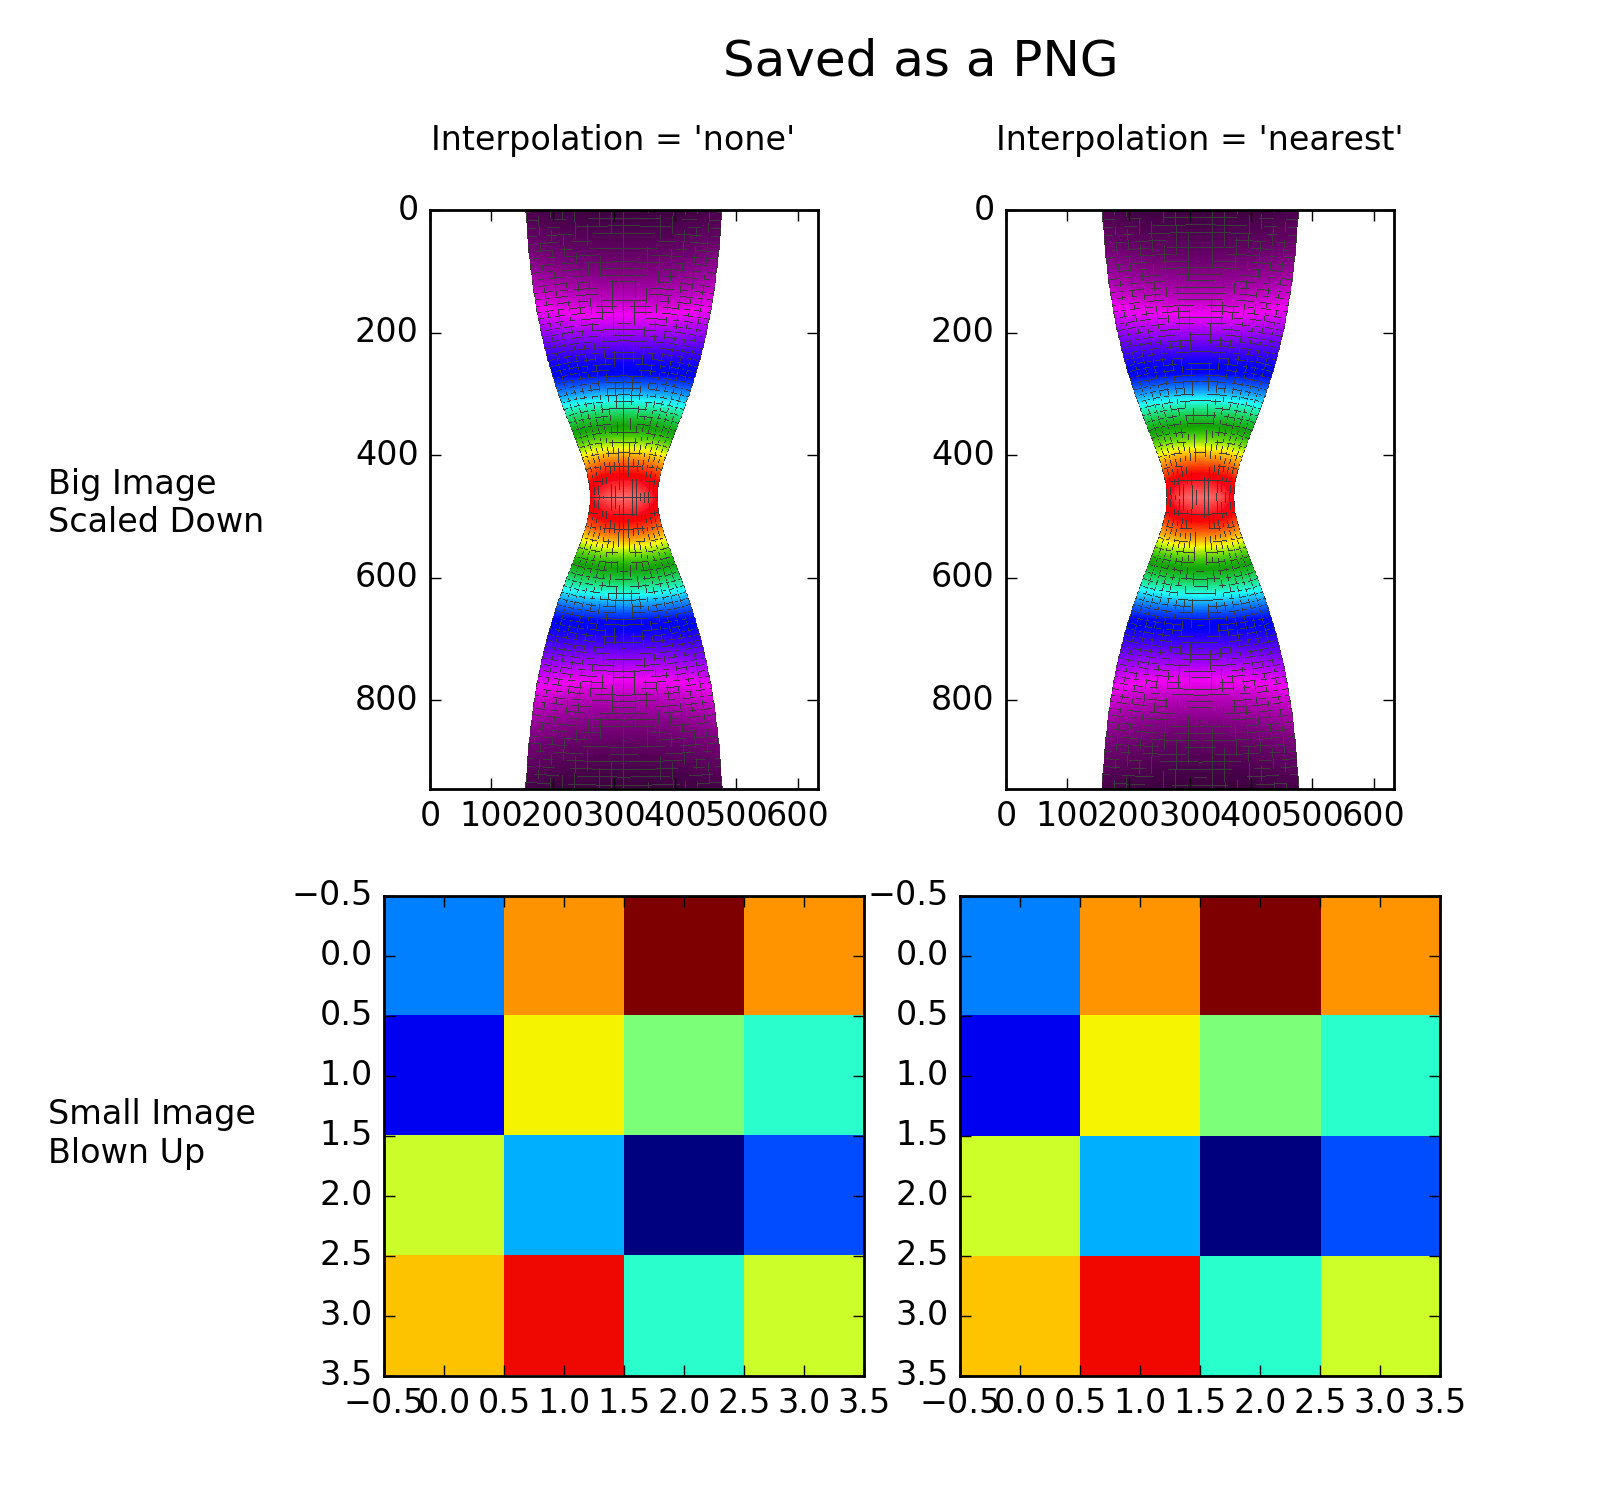 Saved as a PNG
Interpolation = 'none'
Interpolation = 'nearest'
0
200
400
600
800
0 100 200 300 400 500 600
0
200
400
600
800
0 100 200 300 400 500 600
Big Image
Scaled Down
−0.5
0.0
0.5
1.0
1.5
2.0
2.5
3.0
3.5
−0.5 0.0 0.5 1.0 1.5 2.0 2.5 3.0 3.5
−0.5
0.0
0.5
1.0
1.5
2.0
2.5
3.0
3.5
−0.5 0.0 0.5 1.0 1.5 2.0 2.5 3.0 3.5
Small Image
Blown Up